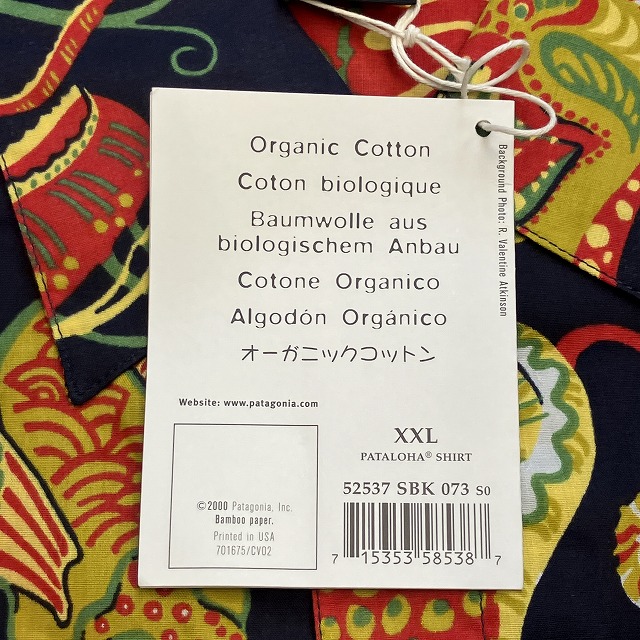 Organic Cotton
Coton biologique
Baumwolle aus
biologischem Anbau
Cotone Organico
Algodón Orgánico
オーガニックコットン
Background Photo: R. Valentine Atkinson
Website: www.patagonia.com
©2000 Patagonia, Inc.
Bamboo paper.
Printed in USA
701675/CV02
XXL
PATALOHA® SHIRT
52537 SBK 073 S0
7 15353 58538 7